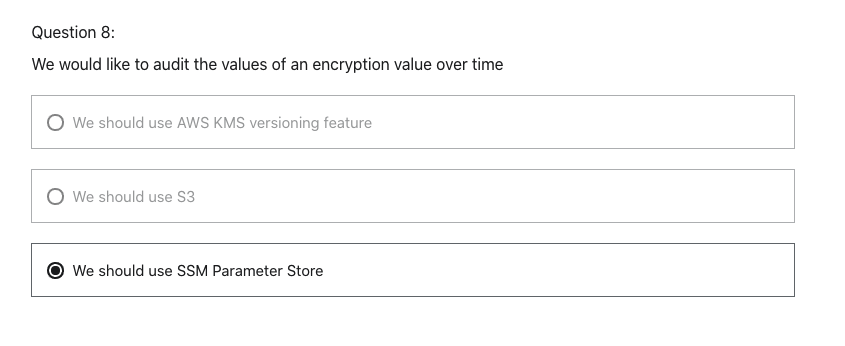 Question 8:
We would like to audit the values of an encryption value over time
We should use AWS KMS versioning feature
We should use S3
We should use SSM Parameter Store